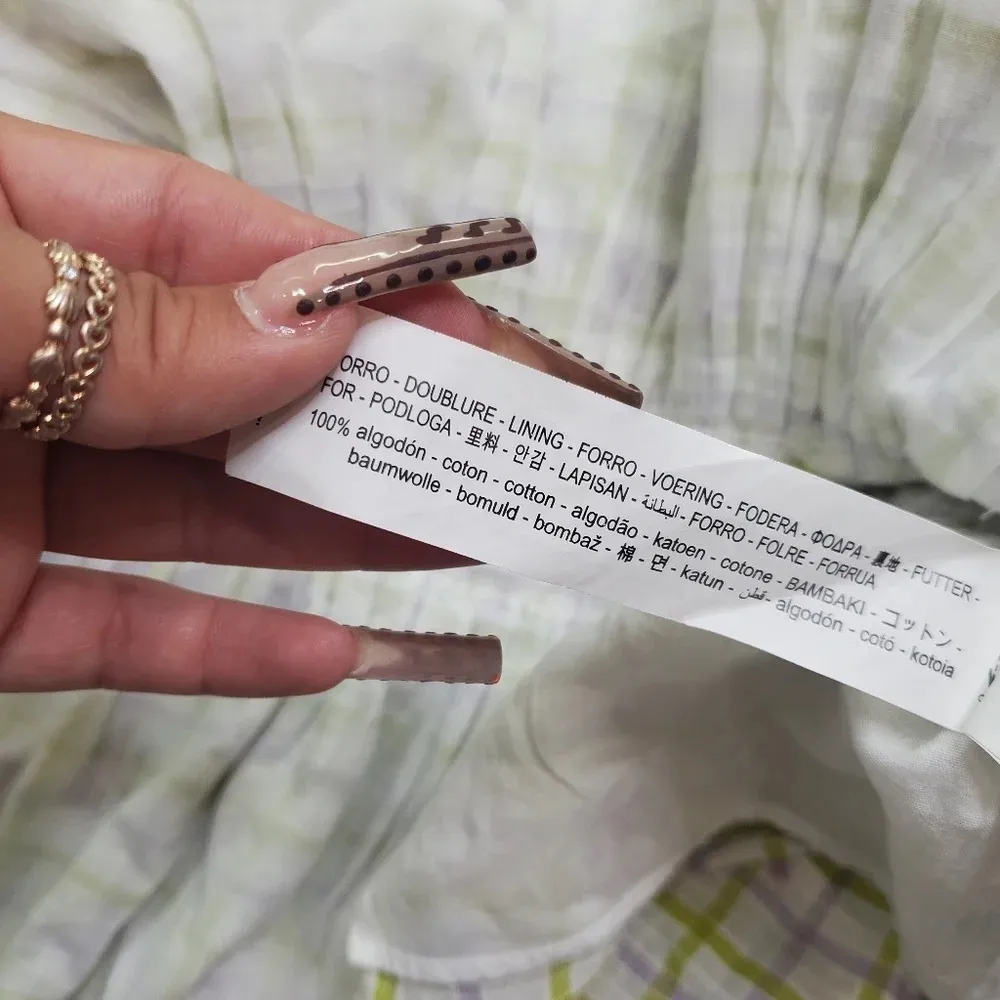 ORRO - DOUBLURE - LINING - FORRO - VOERING - FODERA - ΦΟΔΡΑ - 裏地 - FUTTER -
FOR - PODLOGA - 里料 - 안감 - LAPISAN - البطانة - FORRO - FOLRE - FORRUA
100% algodón - coton - cotton - algodão - katoen - cotone - BAMBAKI - コットン -
baumwolle - bomuld - bombaž - 棉 - 면 - katun - قطن - algodón - cotó - kotoia